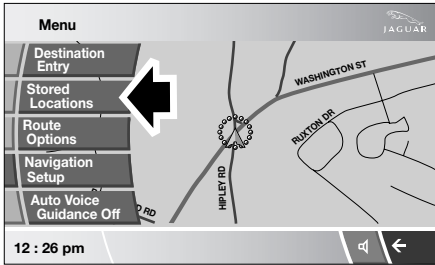 Menu
JAGUAR
Destination
Entry
Stored
Locations
Route
Options
Navigation
Setup
Auto Voice
Guidance Off
WASHINGTON ST
RUXTON DR
HIPLEY RD
D RD
12 : 26 pm